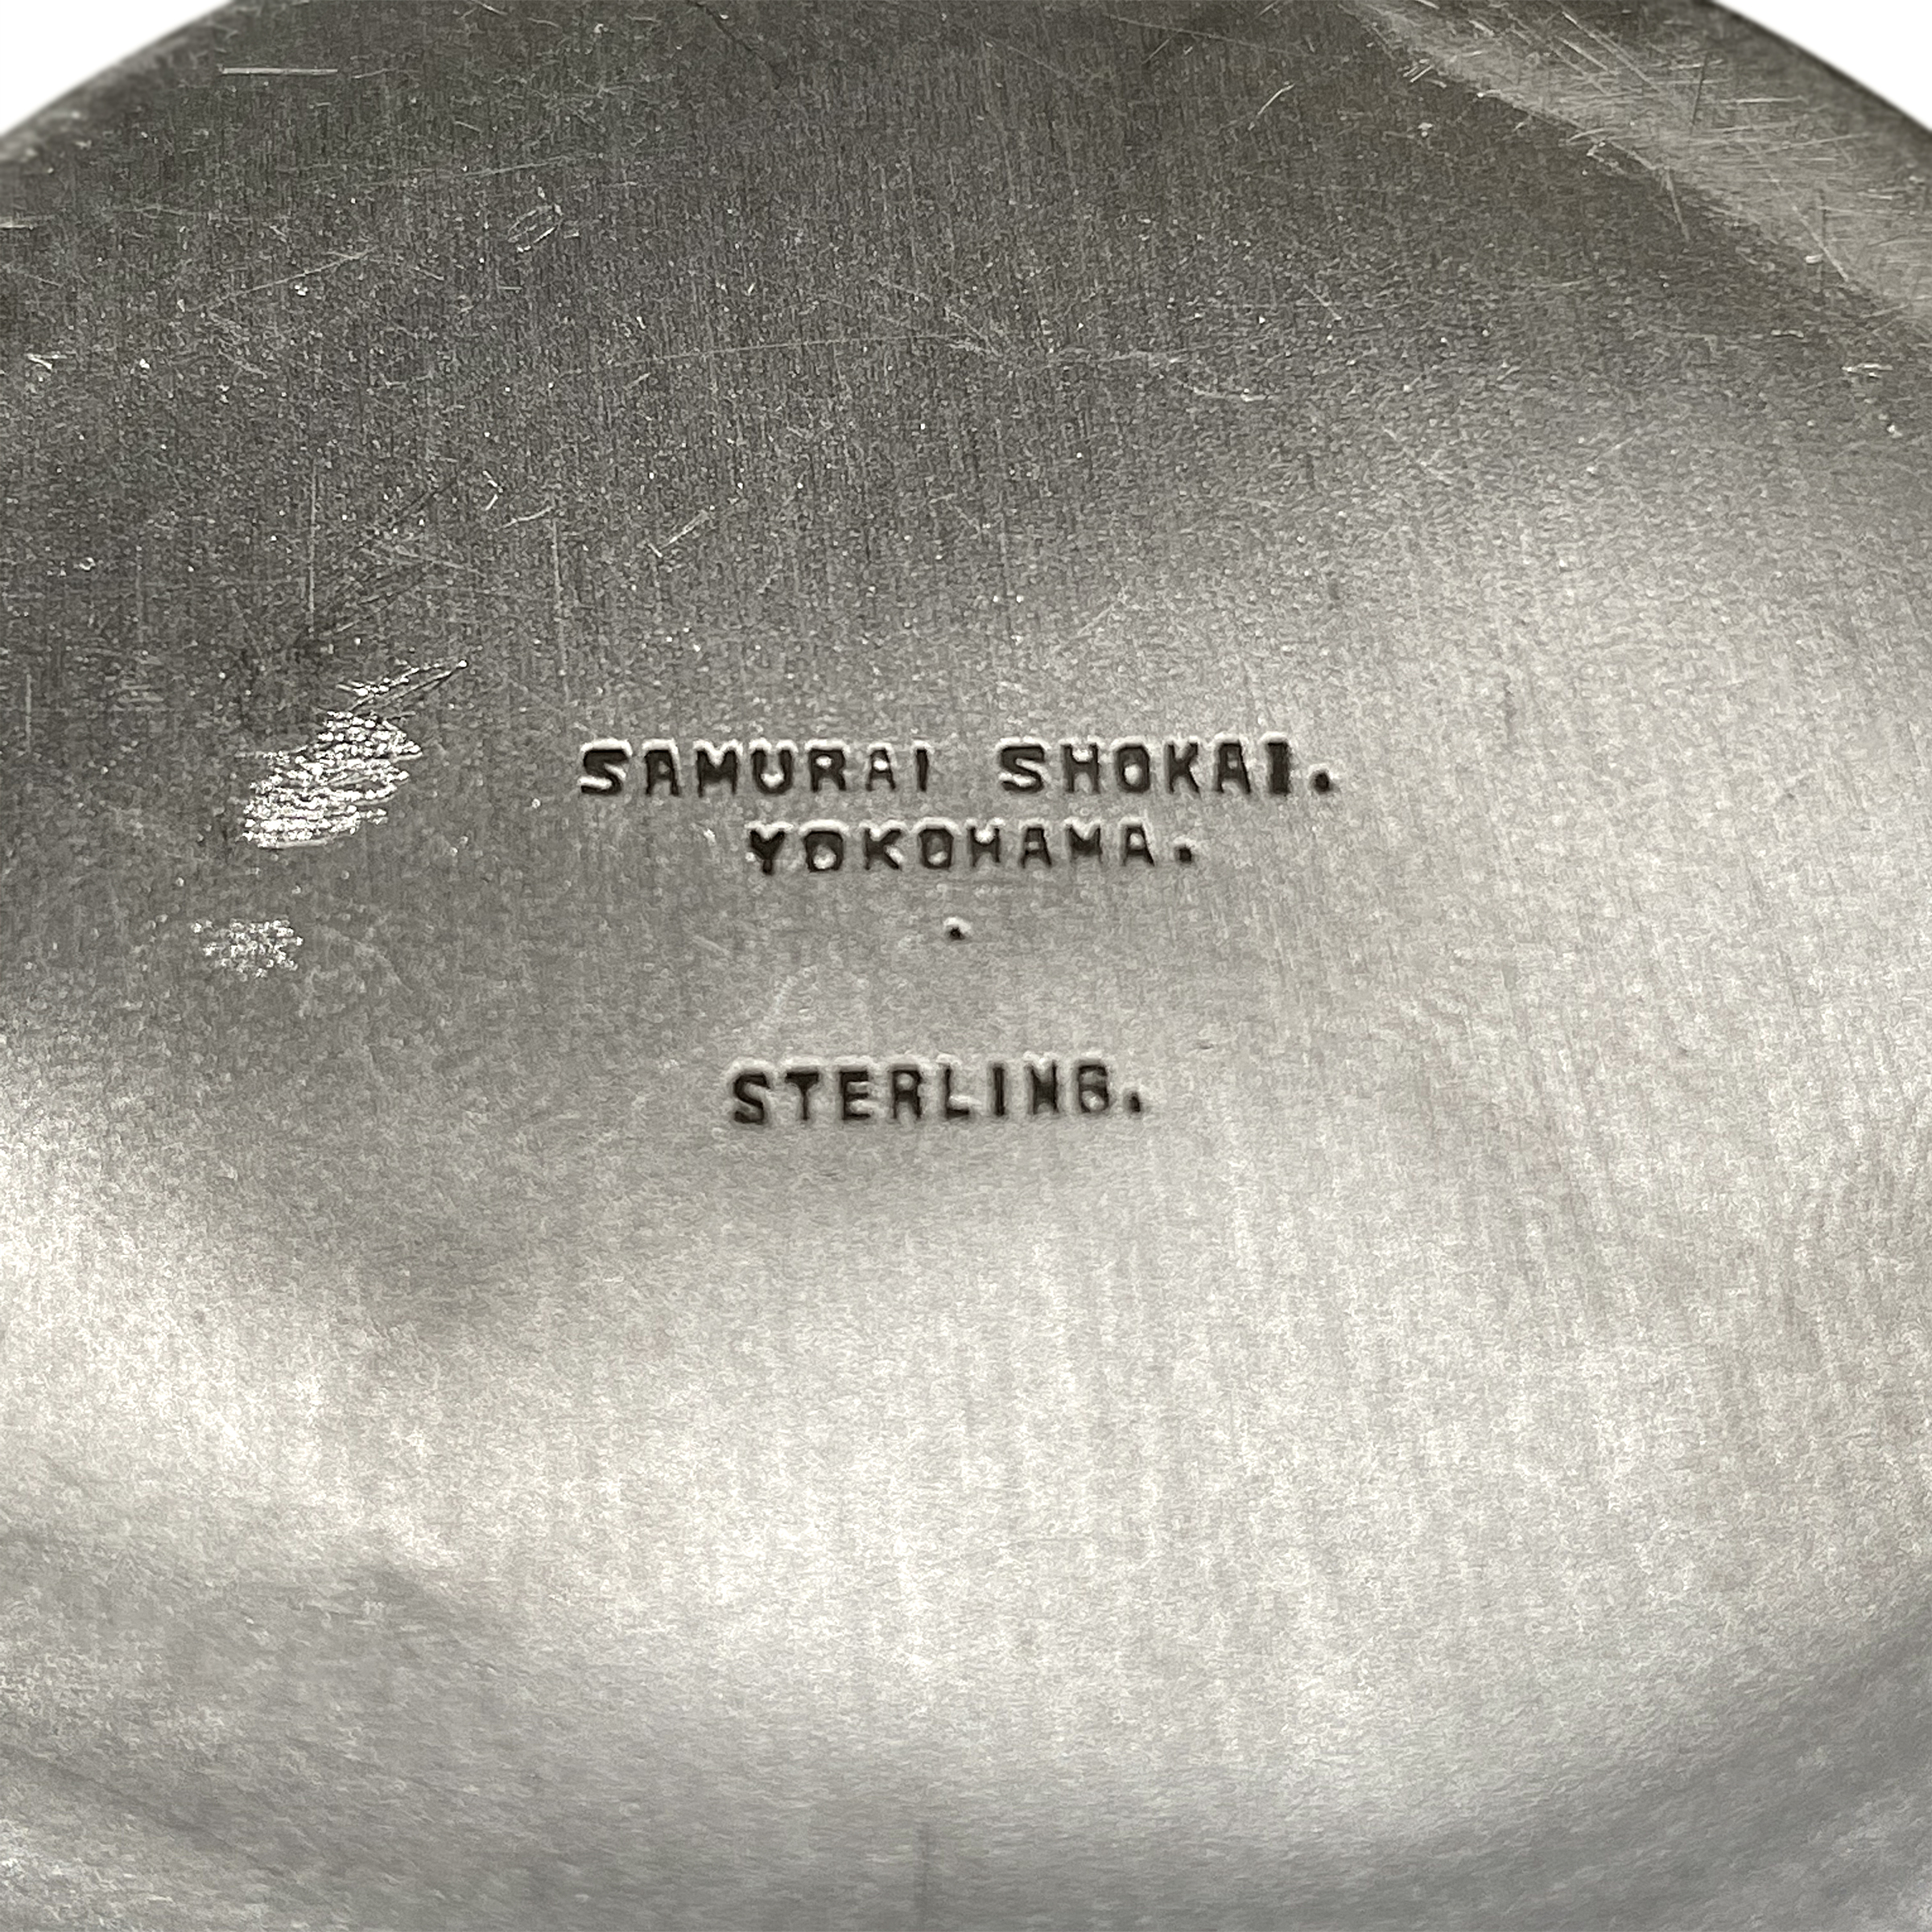 SAMURAI SHOKAI.
YOKOHAMA.
.
STERLING.